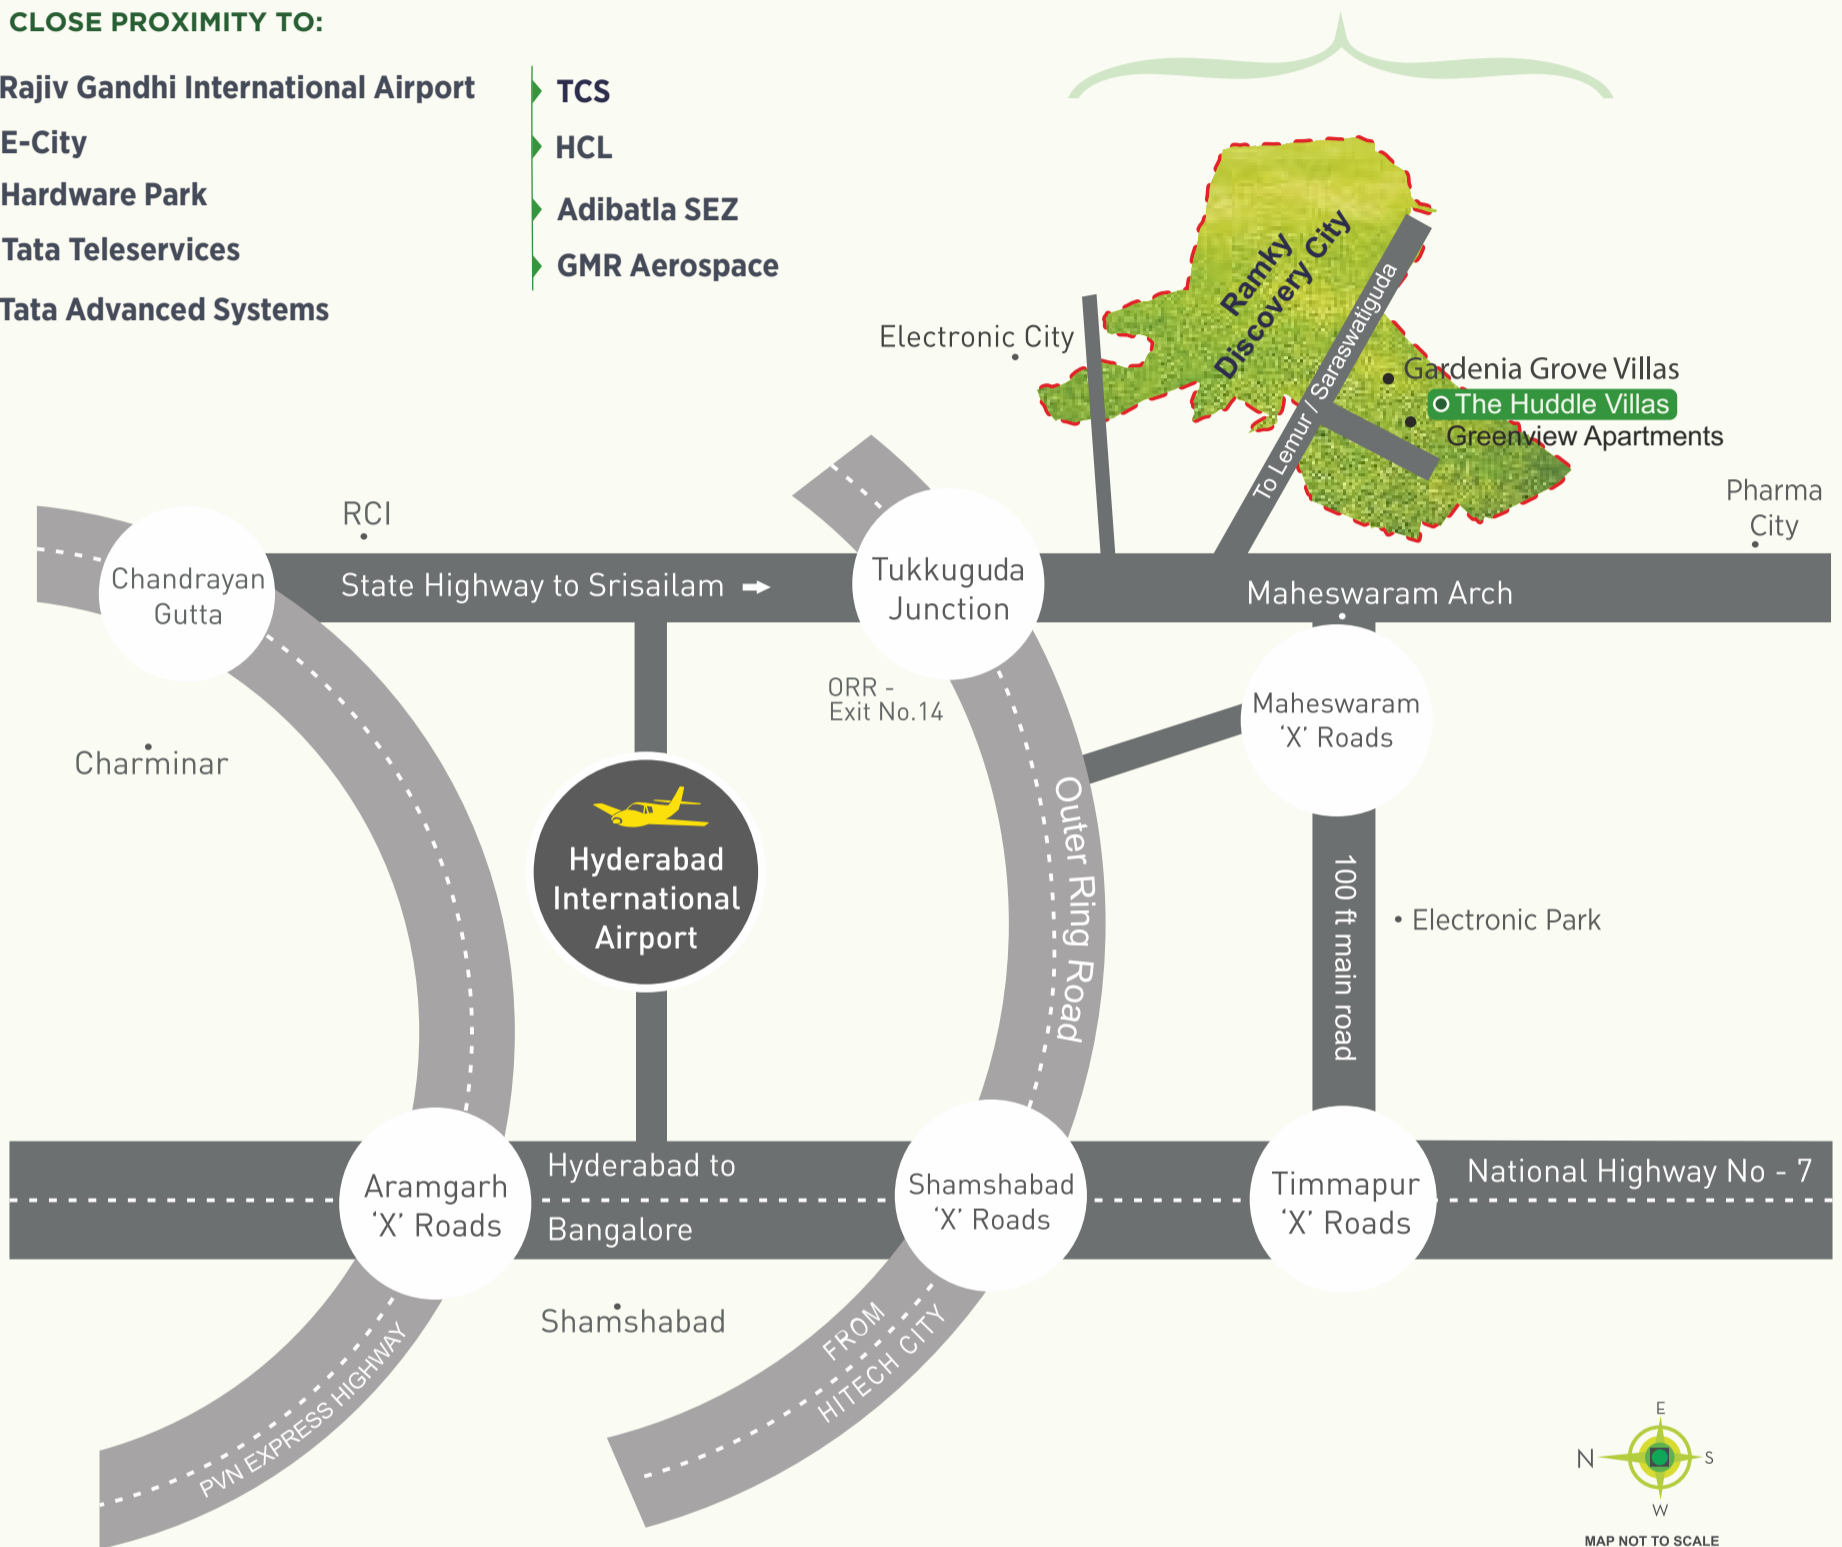 CLOSE PROXIMITY TO:
Rajiv Gandhi International Airport
E-City
Hardware Park
Tata Teleservices
Tata Advanced Systems
TCS
HCL
Adibatla SEZ
GMR Aerospace
Ramky
Discovery City
To Lemur / Saraswatiguda
Electronic City
Gardenia Grove Villas
The Huddle Villas
Greenview Apartments
Pharma
City
RCI
Chandrayan
Gutta
State Highway to Srisailam
Tukkuguda
Junction
Maheswaram Arch
ORR -
Exit No.14
Maheswaram
‘X’ Roads
Charminar
Hyderabad
International
Airport
Outer Ring Road
100 ft main road
Electronic Park
Aramgarh
‘X’ Roads
Hyderabad to
Bangalore
Shamshabad
‘X’ Roads
Timmapur
‘X’ Roads
National Highway No - 7
Shamshabad
PVN EXPRESS HIGHWAY
FROM
HITECH CITY
E
N
S
W
MAP NOT TO SCALE